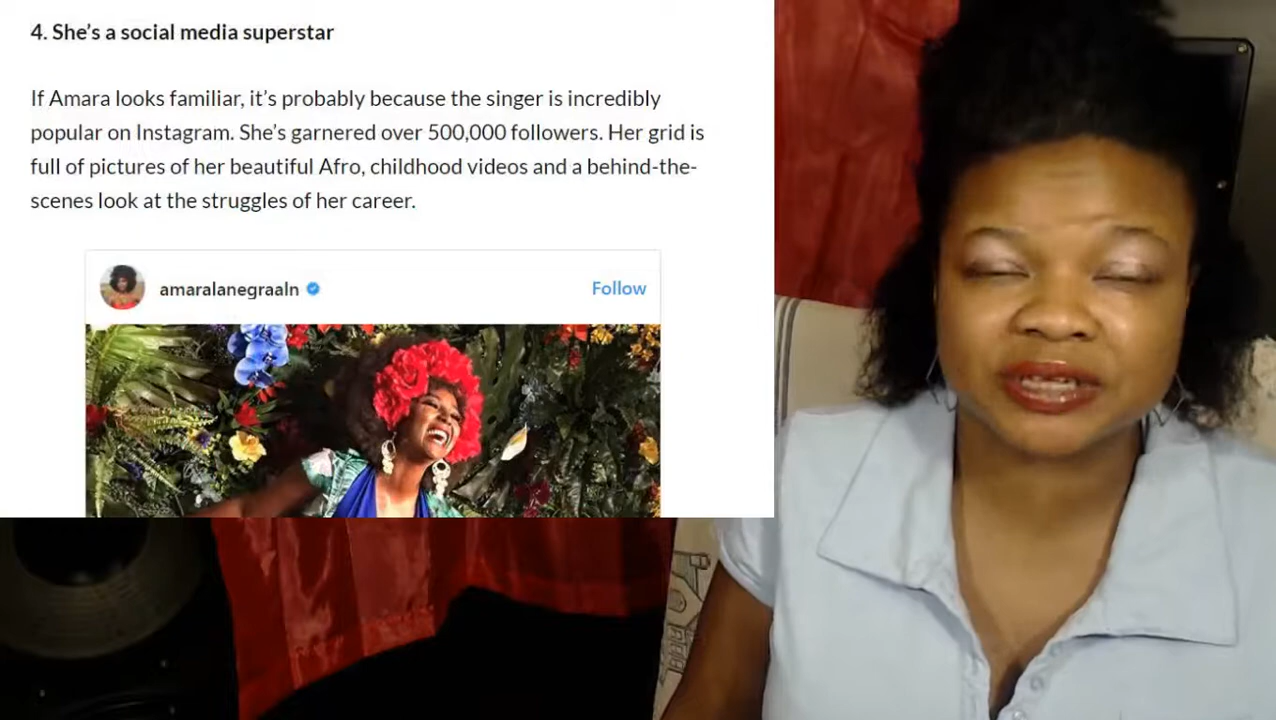 4. She’s a social media superstar
If Amara looks familiar, it’s probably because the singer is incredibly
popular on Instagram. She’s garnered over 500,000 followers. Her grid is
full of pictures of her beautiful Afro, childhood videos and a behind-the-
scenes look at the struggles of her career.
amaralanegraaln
Follow